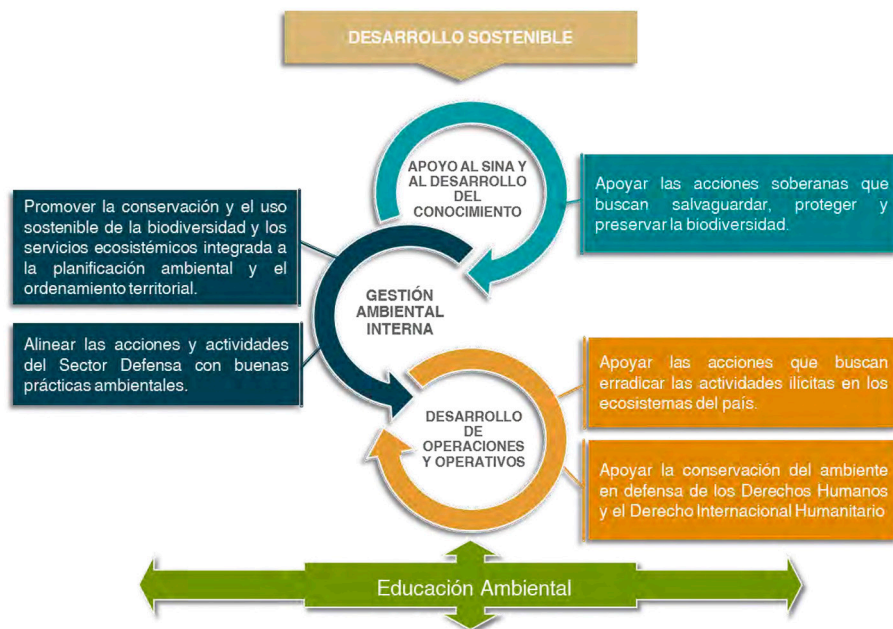 DESARROLLO SOSTENIBLE
APOYO AL SINA Y
AL DESARROLLO
DEL
CONOCIMIENTO
Apoyar las acciones soberanas que
buscan salvaguardar, proteger y
preservar la biodiversidad.
Promover la conservación y el uso
sostenible de la biodiversidad y los
servicios ecosistémicos integrada a
la planificación ambiental y el
ordenamiento territorial.
GESTIÓN
AMBIENTAL
INTERNA
Alinear las acciones y actividades
del Sector Defensa con buenas
prácticas ambientales.
Apoyar las acciones que buscan
erradicar las actividades ilícitas en los
ecosistemas del país.
DESARROLLO
DE
OPERACIONES
Y OPERATIVOS
Apoyar la conservación del ambiente
en defensa de los Derechos Humanos
y el Derecho Internacional Humanitario
Educación Ambiental